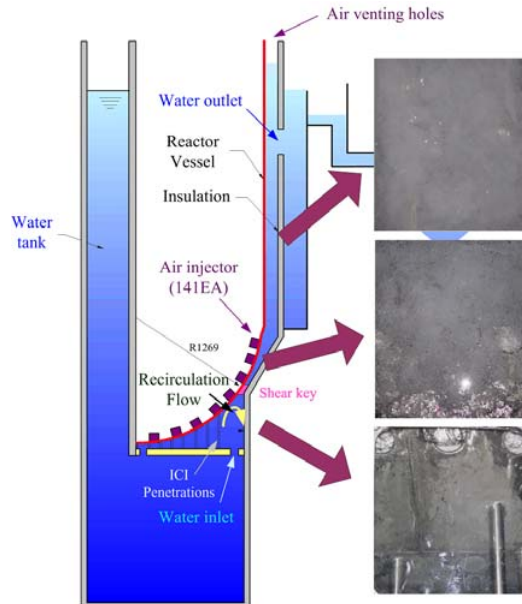 Air venting holes
Water outlet
Reactor
Vessel
Insulation
Water
tank
Air injector
(141EA)
R1269
Recirculation
Flow
Shear key
ICI
Penetrations
Water inlet